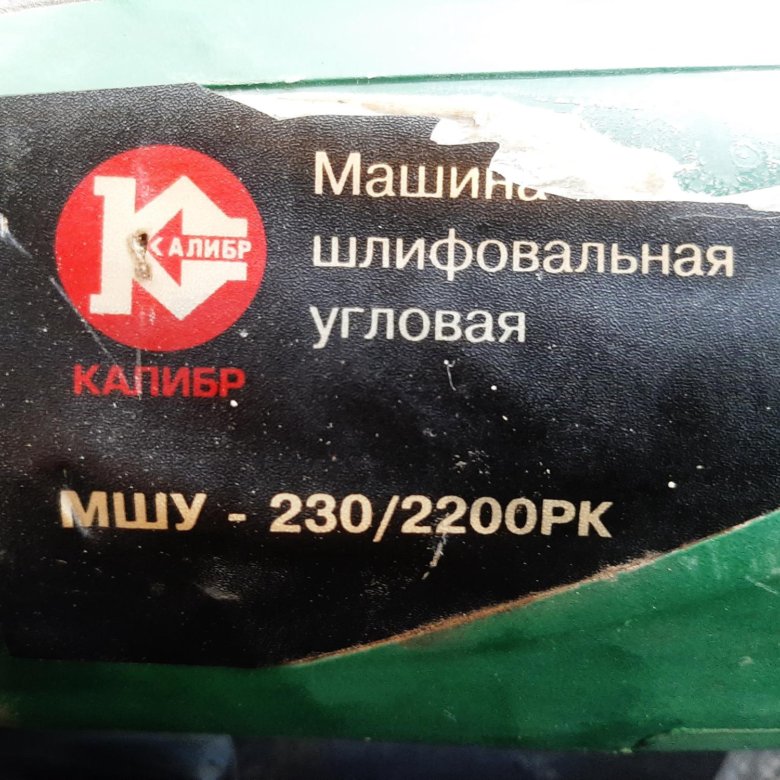 КАЛИБР
КАЛИБР
Машина
шлифовальная
угловая
МШУ - 230/2200РК